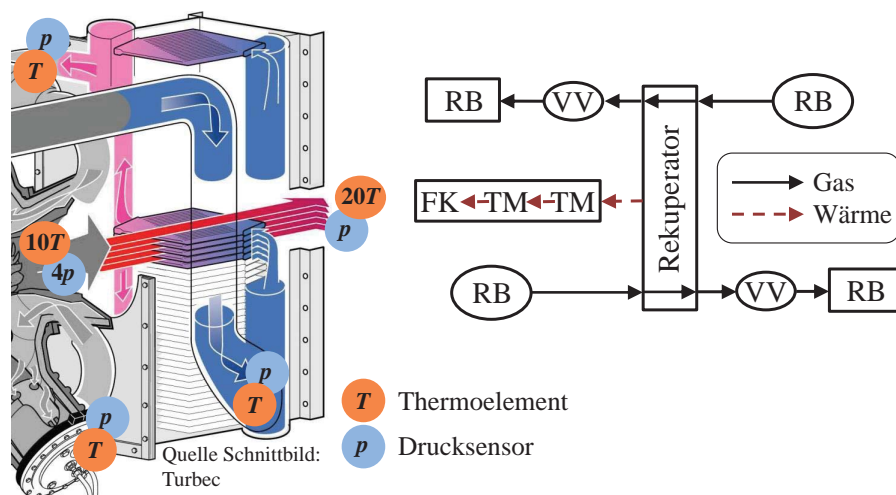 p
T
20T
p
10T
4p
p
T
p
T
Quelle Schnittbild:
Turbec
T Thermoelement
p Drucksensor
RB VV RB
Rekuperator
FK TM TM
Gas
Wärme
RB VV RB